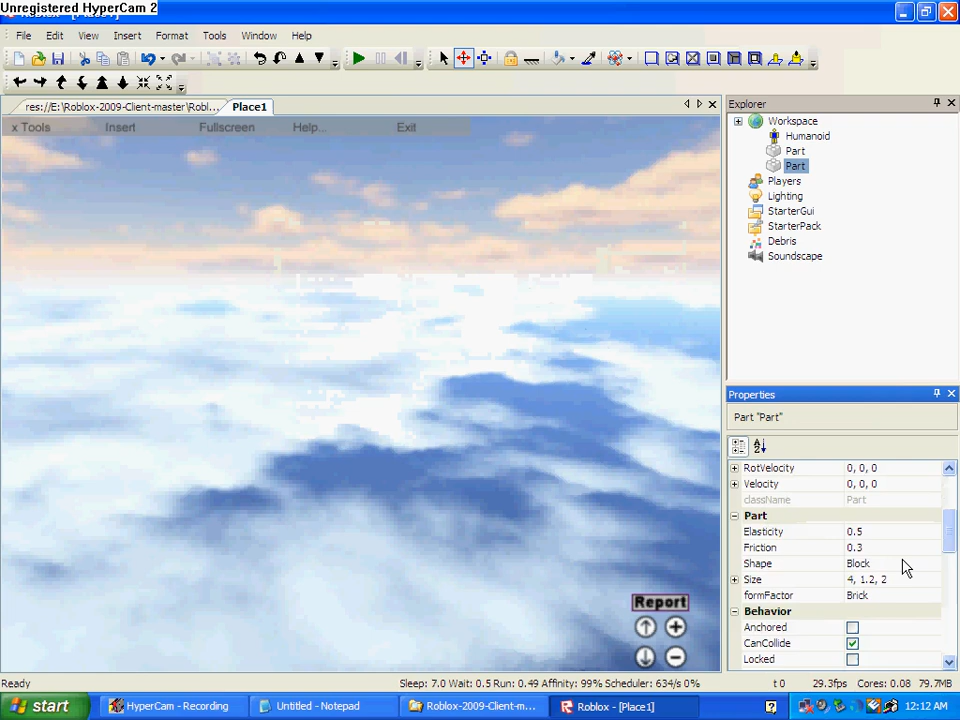 Unregistered HyperCam 2
File Edit View Insert Format Tools Window Help
res://E:\Roblox-2009-Client-master\Robl... Place1
x Tools Insert Fullscreen Help... Exit
Explorer
Workspace
Humanoid
Part
Part
Players
Lighting
StarterGui
StarterPack
Debris
Soundscape
Properties
Part "Part"
RotVelocity 0, 0, 0
Velocity 0, 0, 0
className Part
Part
Elasticity 0.5
Friction 0.3
Shape Block
Size 4, 1.2, 2
formFactor Brick
Behavior
Anchored
CanCollide
Locked
Report
Ready Sleep: 7.0 Wait: 0.5 Run: 0.49 Affinity: 99% Scheduler: 634/s 0% t 0 29.3fps Cores: 0.08 79.7MB
start HyperCam - Recording Untitled - Notepad Roblox-2009-Client-m... Roblox - [Place1] 12:12 AM